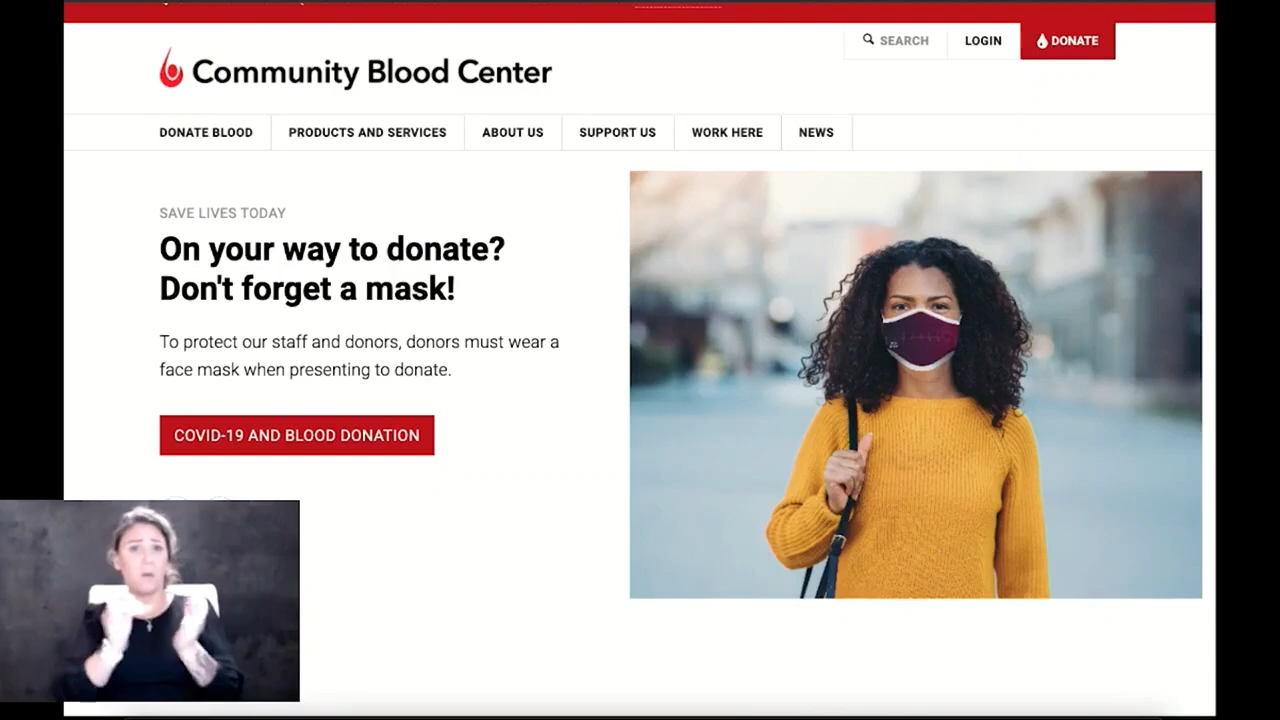 SEARCH
LOGIN
DONATE
Community Blood Center
DONATE BLOOD
PRODUCTS AND SERVICES
ABOUT US
SUPPORT US
WORK HERE
NEWS
SAVE LIVES TODAY
On your way to donate?
Don't forget a mask!
To protect our staff and donors, donors must wear a
face mask when presenting to donate.
COVID-19 AND BLOOD DONATION